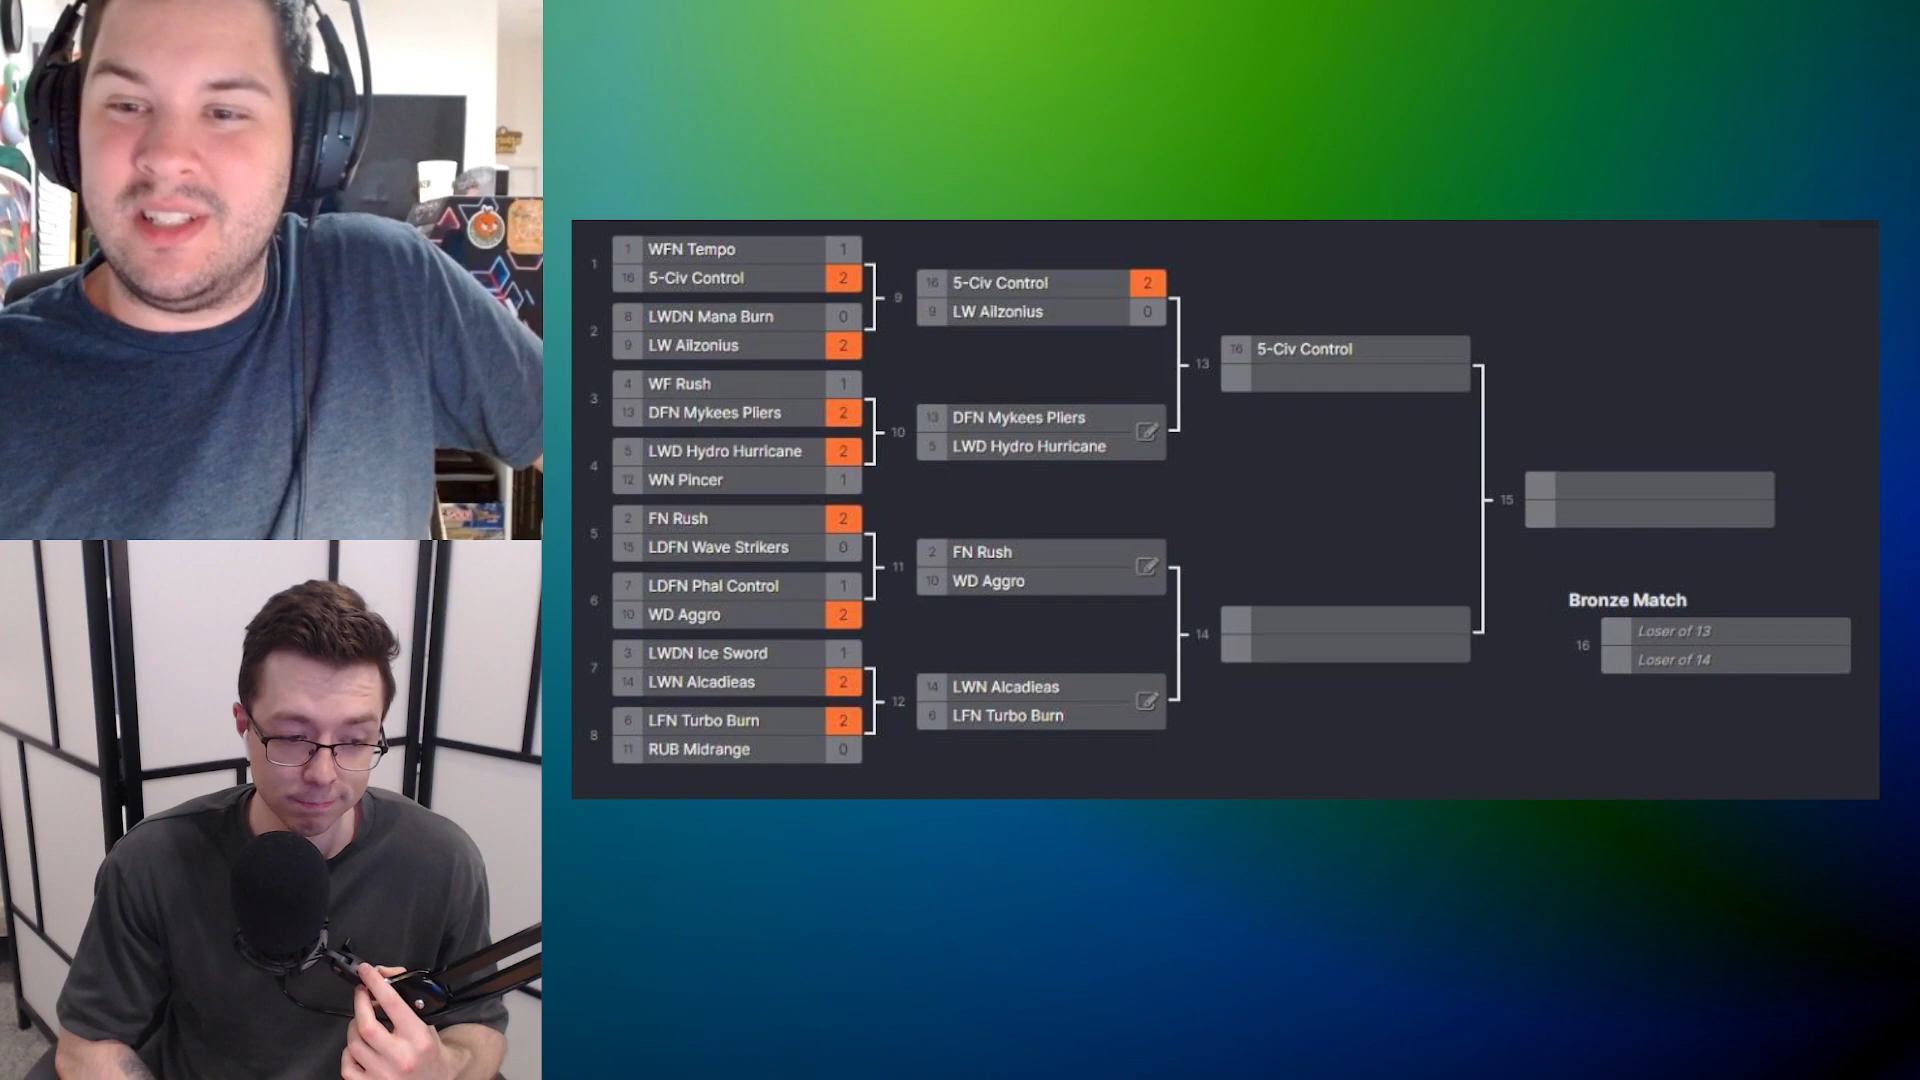 1
1 WFN Tempo 1
16 5-Civ Control 2
2
8 LWDN Mana Burn 0
9 LW Ailzonius 2
3
4 WF Rush 1
13 DFN Mykees Pliers 2
4
5 LWD Hydro Hurricane 2
12 WN Pincer 1
5
2 FN Rush 2
15 LDFN Wave Strikers 0
6
7 LDFN Phal Control 1
10 WD Aggro 2
7
3 LWDN Ice Sword 1
14 LWN Alcadieas 2
8
6 LFN Turbo Burn 2
11 RUB Midrange 0
9
16 5-Civ Control 2
9 LW Ailzonius 0
10
13 DFN Mykees Pliers
5 LWD Hydro Hurricane
11
2 FN Rush
10 WD Aggro
12
14 LWN Alcadieas
6 LFN Turbo Burn
13
16 5-Civ Control
14
15
Bronze Match
16
Loser of 13
Loser of 14